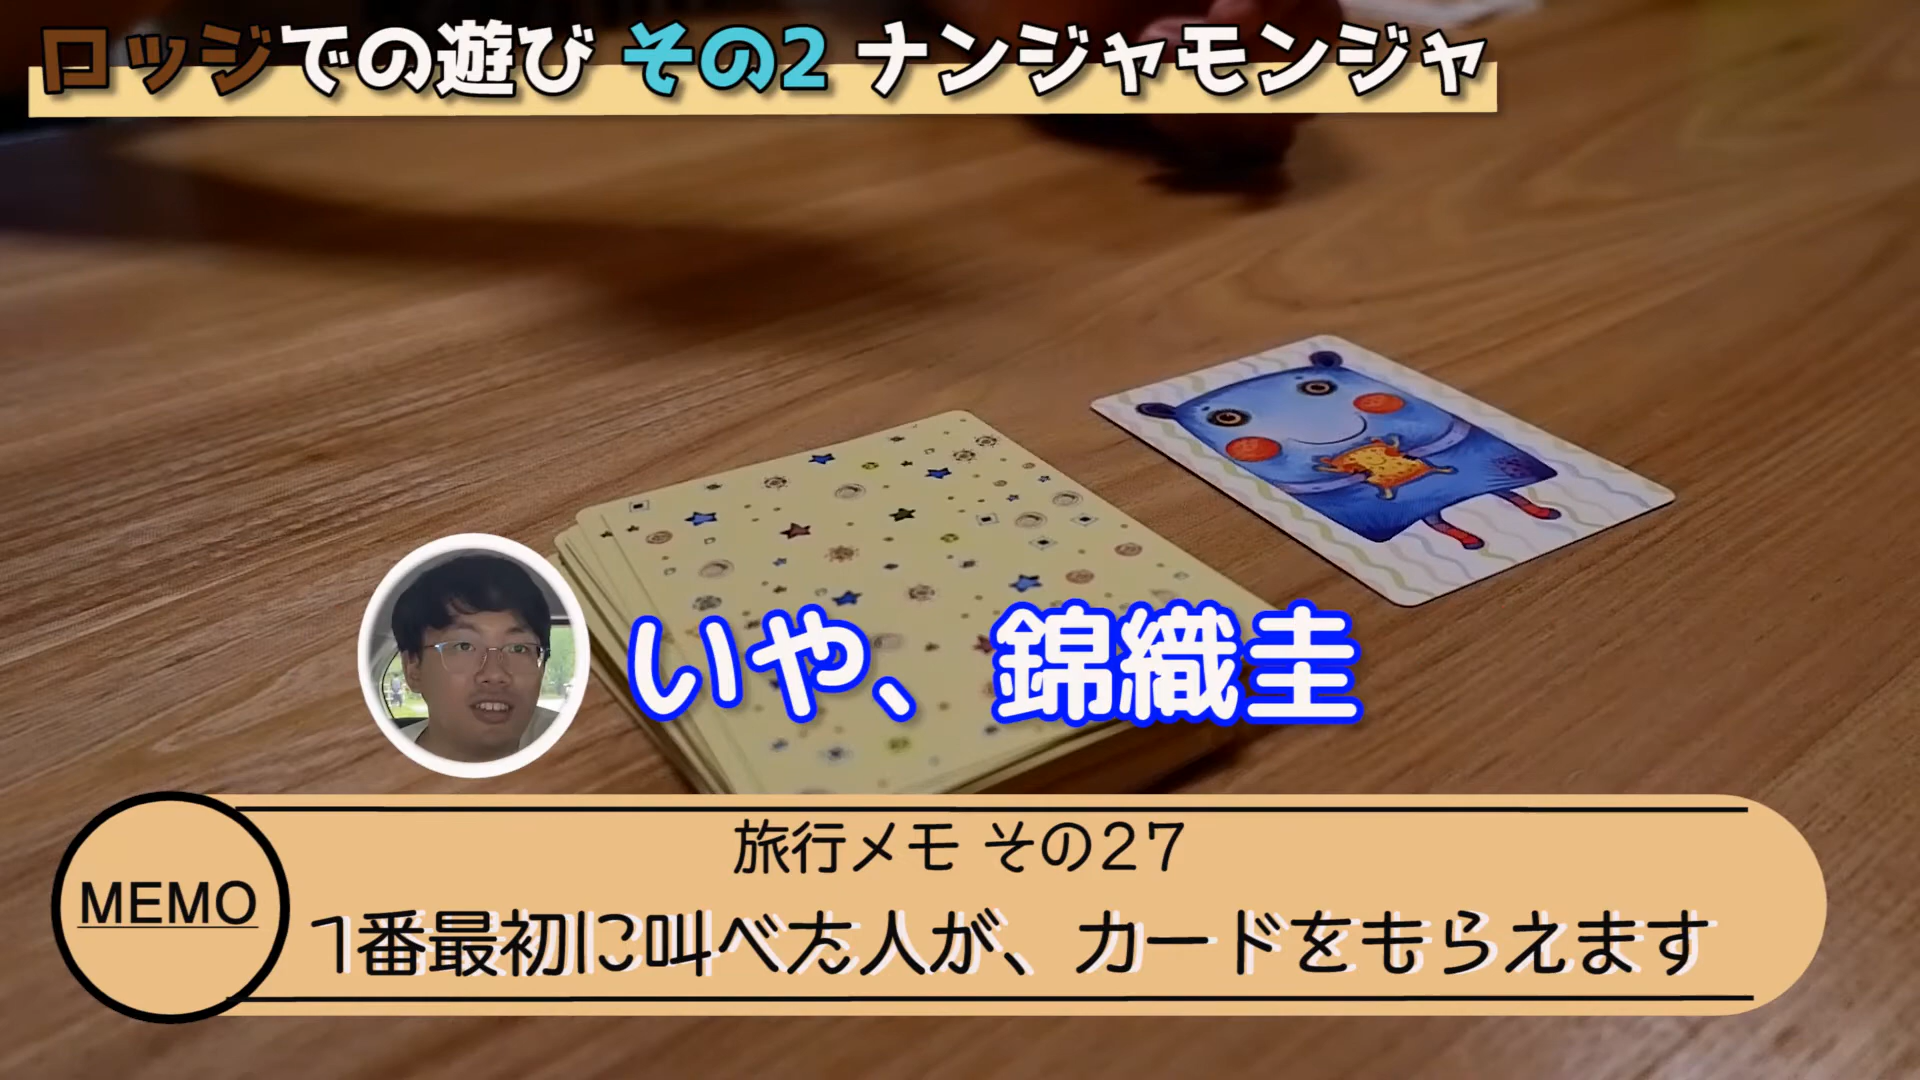 ロッジでの遊び その2 ナンジャモンジャ
いや、錦織圭
MEMO
旅行メモ その27
1番最初に叫べた人が、カードをもらえます